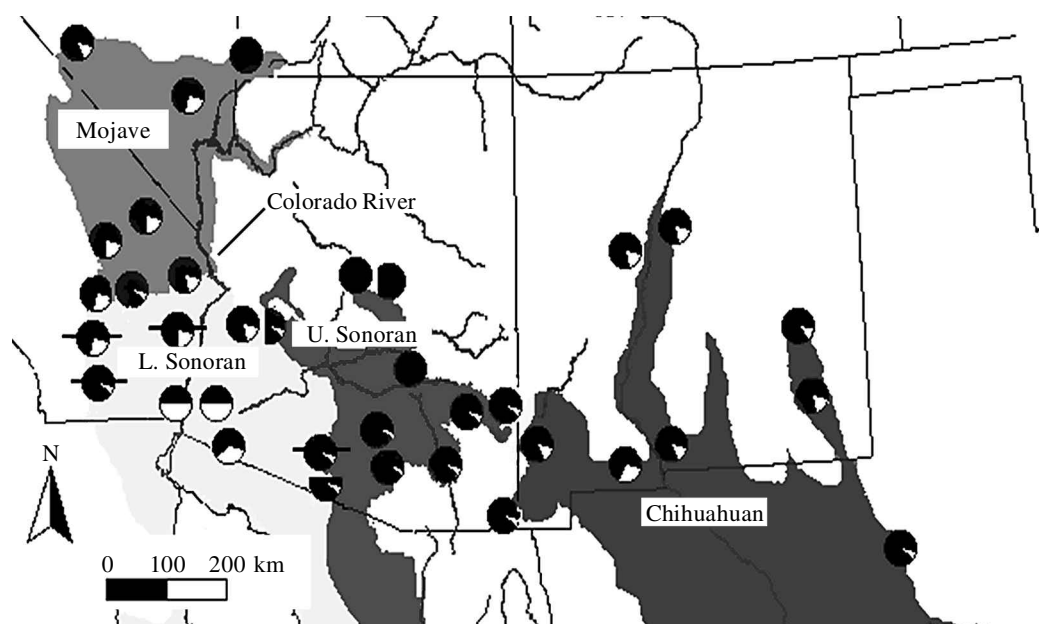 Mojave
Colorado River
U. Sonoran
L. Sonoran
N
Chihuahuan
0 100 200 km